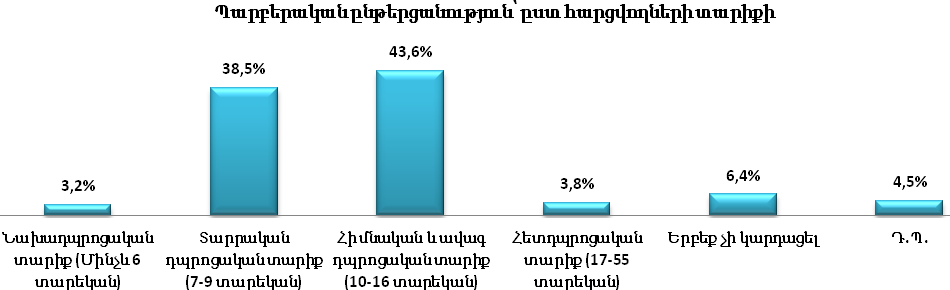 Պարբերական ընթերցանություն՝ ըստ հարցվողների տարիքի
43,6%
38,5%
3,2%
3,8%
6,4%
4,5%
Նախադպրոցական
տարիք (Մինչև 6
տարեկան)
Տարրական
դպրոցական տարիք
(7-9 տարեկան)
Հիմնական և ավագ
դպրոցական տարիք
(10-16 տարեկան)
Հետդպրոցական
տարիք (17-55
տարեկան)
Երբեք չի կարդացել
Դ.Պ.